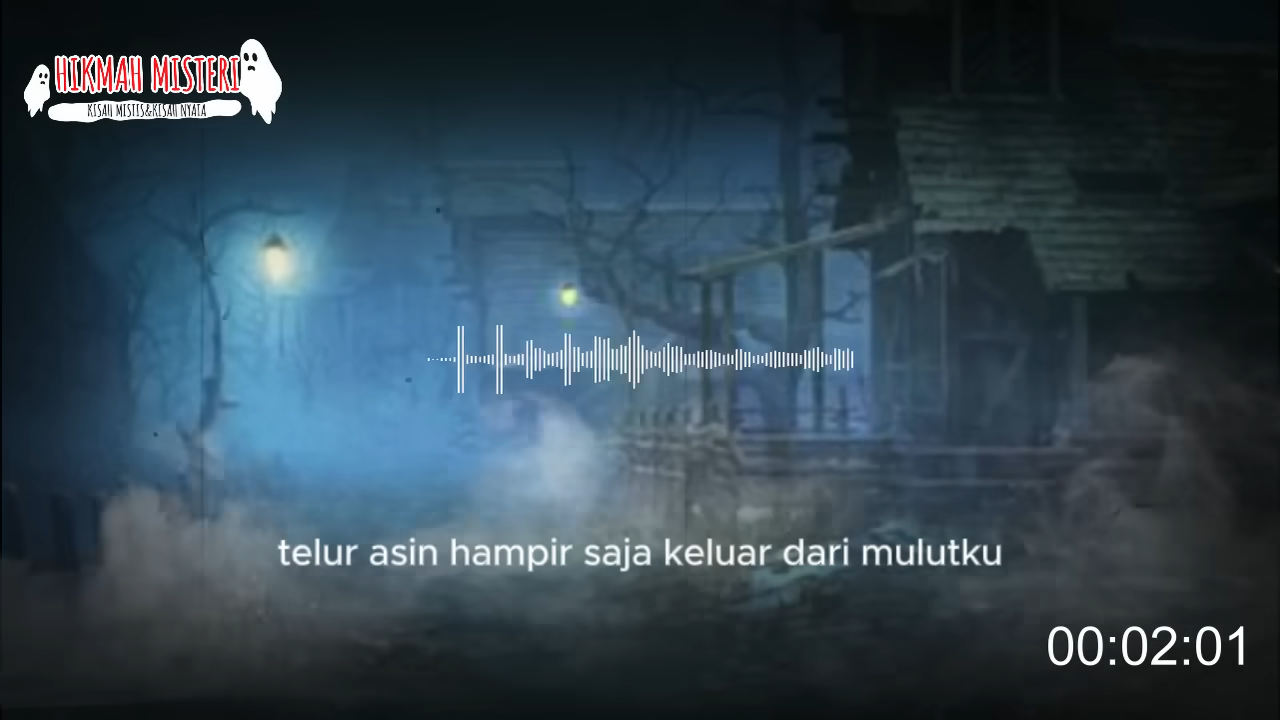 HIKMAH MISTERI
KISAH MISTIS&KISAH NYATA
telur asin hampir saja keluar dari mulutku
00:02:01